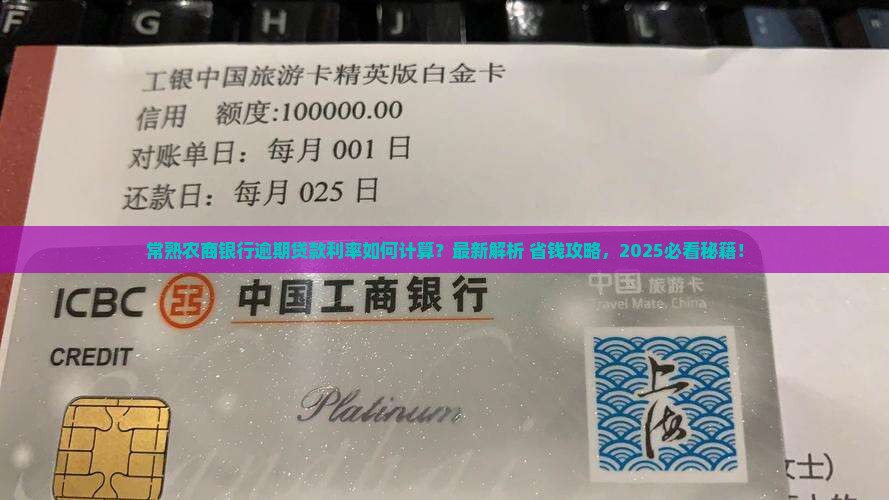 F G H J
工银中国旅游卡精英版白金卡
信用 额度:100000.00
对账单日：每月 001 日
还款日：每月 025 日
常熟农商银行逾期贷款利率如何计算？最新解析 省钱攻略，2025必看秘籍！
ICBC 中国工商银行
中国 旅游卡
Travel Mate, China
CREDIT
Platinum
上海
女士)